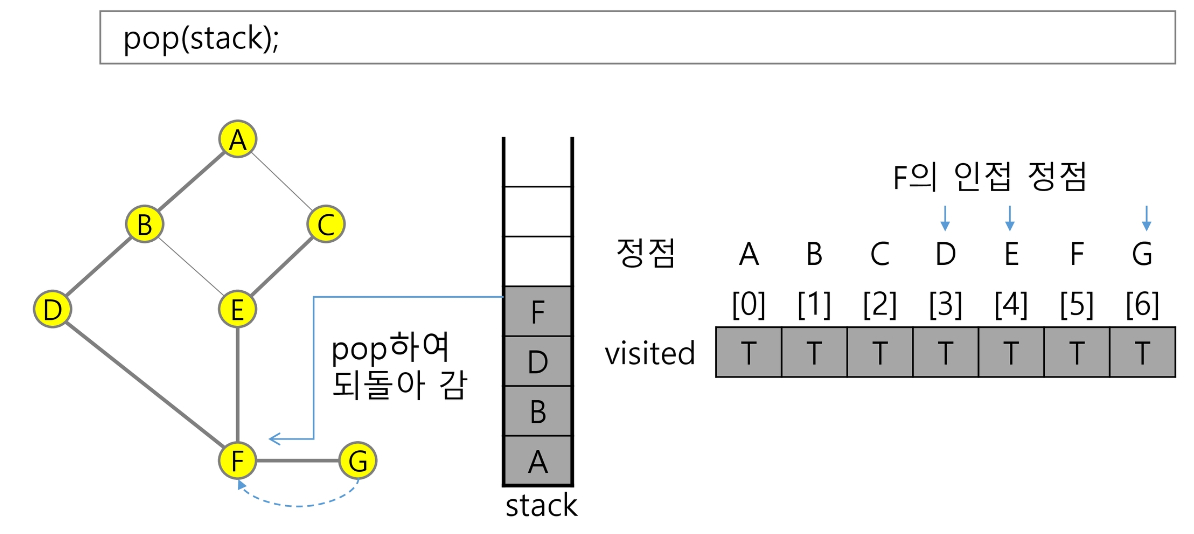 pop(stack);
A
B
C
D
E
F
G
pop하여
되돌아 감
F
D
B
A
stack
F의 인접 정점
정점 A B C D E F G
[0] [1] [2] [3] [4] [5] [6]
visited T T T T T T T